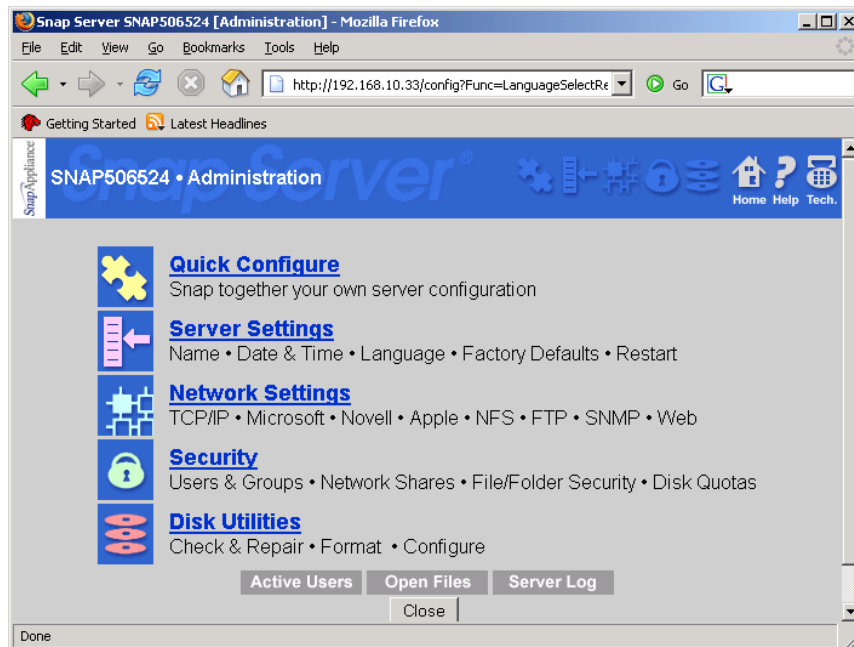 Snap Server SNAP506524 [Administration] - Mozilla Firefox
File Edit View Go Bookmarks Tools Help
http://192.168.10.33/config?Func=LanguageSelectRe Go G
Getting Started Latest Headlines
SnapAppliance
Snap Server®
SNAP506524 • Administration
Home Help Tech.
Quick Configure
Snap together your own server configuration
Server Settings
Name • Date & Time • Language • Factory Defaults • Restart
Network Settings
TCP/IP • Microsoft • Novell • Apple • NFS • FTP • SNMP • Web
Security
Users & Groups • Network Shares • File/Folder Security • Disk Quotas
Disk Utilities
Check & Repair • Format • Configure
Active Users Open Files Server Log
Close
Done